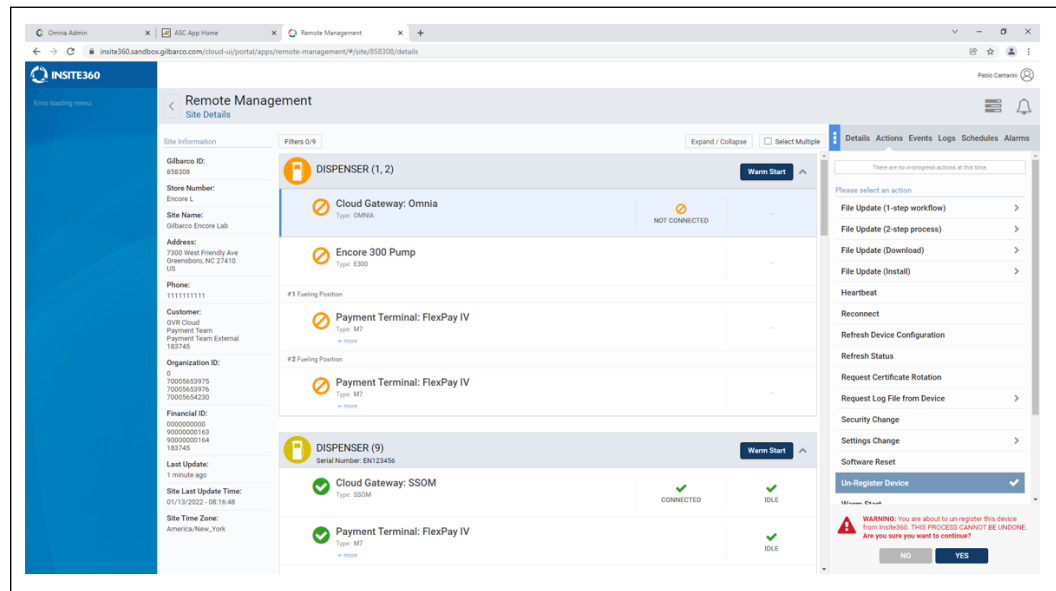 Omnia Admin
ASC App Home
Remote Management
insite360.sandbox.gilbarco.com/cloud-ui/portal/apps/remote-management/#/site/858308/details
INSITE360
Pablo Cantarini
Error loading menu
Remote Management
Site Details
Site Information
Gilbarco ID:
858308
Store Number:
Encore L
Site Name:
Gilbarco Encore Lab
Address:
7300 West Friendly Ave
Greensboro, NC 27410
US
Phone:
1111111111
Customer:
GVR Cloud
Payment Team
Payment Team External
183745
Organization ID:
0
70005653975
70005653976
70005654230
Financial ID:
0000000000
90000000163
90000000164
183745
Last Update:
1 minute ago
Site Last Update Time:
01/13/2022 - 08:16:48
Site Time Zone:
America/New_York
Filters 0/9
Expand / Collapse
Select Multiple
DISPENSER (1, 2)
Warm Start
Cloud Gateway: Omnia
Type: OMNIA
NOT CONNECTED
--
Encore 300 Pump
Type: E300
--
#1 Fueling Position
Payment Terminal: FlexPay IV
Type: M7
more
--
#2 Fueling Position
Payment Terminal: FlexPay IV
Type: M7
more
--
DISPENSER (9)
Serial Number: EN123456
Warm Start
Cloud Gateway: SSOM
Type: SSOM
CONNECTED
IDLE
Payment Terminal: FlexPay IV
Type: M7
more
IDLE
Details Actions Events Logs Schedules Alarms
There are no in-progress actions at this time.
Please select an action
File Update (1-step workflow)
File Update (2-step process)
File Update (Download)
File Update (Install)
Heartbeat
Reconnect
Refresh Device Configuration
Refresh Status
Request Certificate Rotation
Request Log File from Device
Security Change
Settings Change
Software Reset
Un-Register Device
Warm Start
WARNING: You are about to un-register this device
from Insite360. THIS PROCESS CANNOT BE UNDONE.
Are you sure you want to continue?
NO
YES